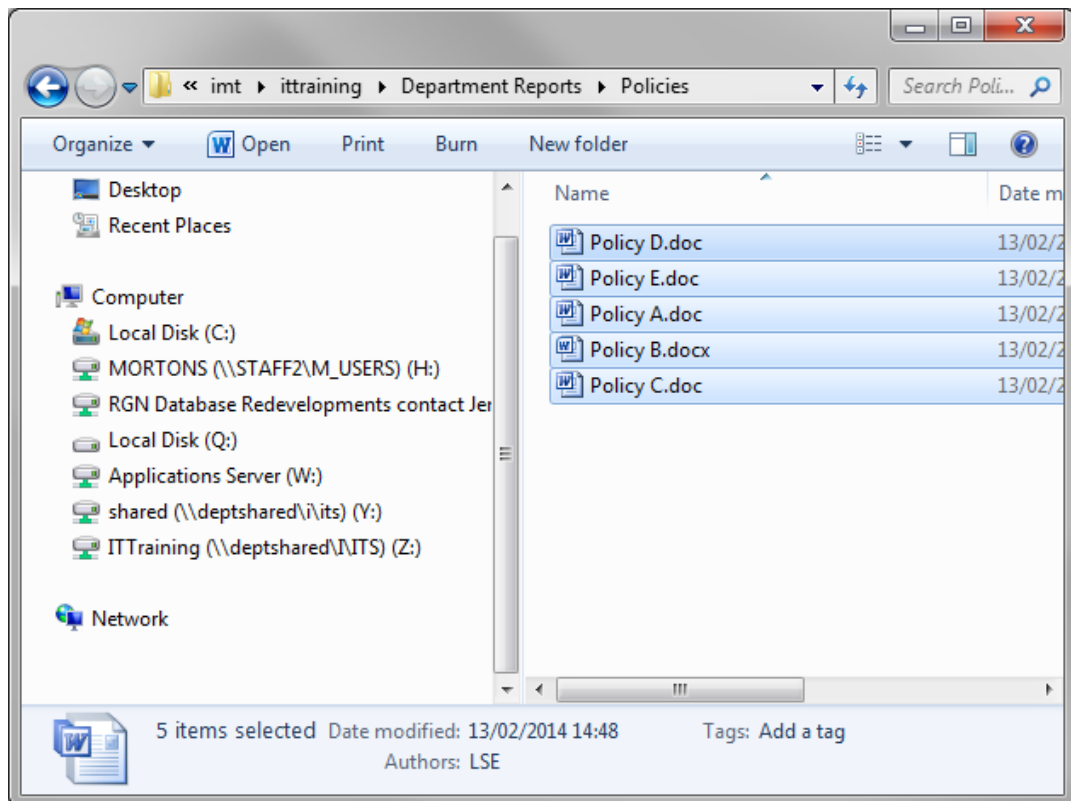 « imt ▸ ittraining ▸ Department Reports ▸ Policies
Search Poli...
Organize ▾ Open Print Burn New folder
Desktop
Recent Places
Computer
Local Disk (C:)
MORTONS (\\STAFF2\M_USERS) (H:)
RGN Database Redevelopments contact Jer
Local Disk (Q:)
Applications Server (W:)
shared (\\deptshared\i\its) (Y:)
ITTraining (\\deptshared\I\ITS) (Z:)
Network
Name Date m
Policy D.doc 13/02/2
Policy E.doc 13/02/2
Policy A.doc 13/02/2
Policy B.docx 13/02/2
Policy C.doc 13/02/2
5 items selected Date modified: 13/02/2014 14:48 Tags: Add a tag
Authors: LSE